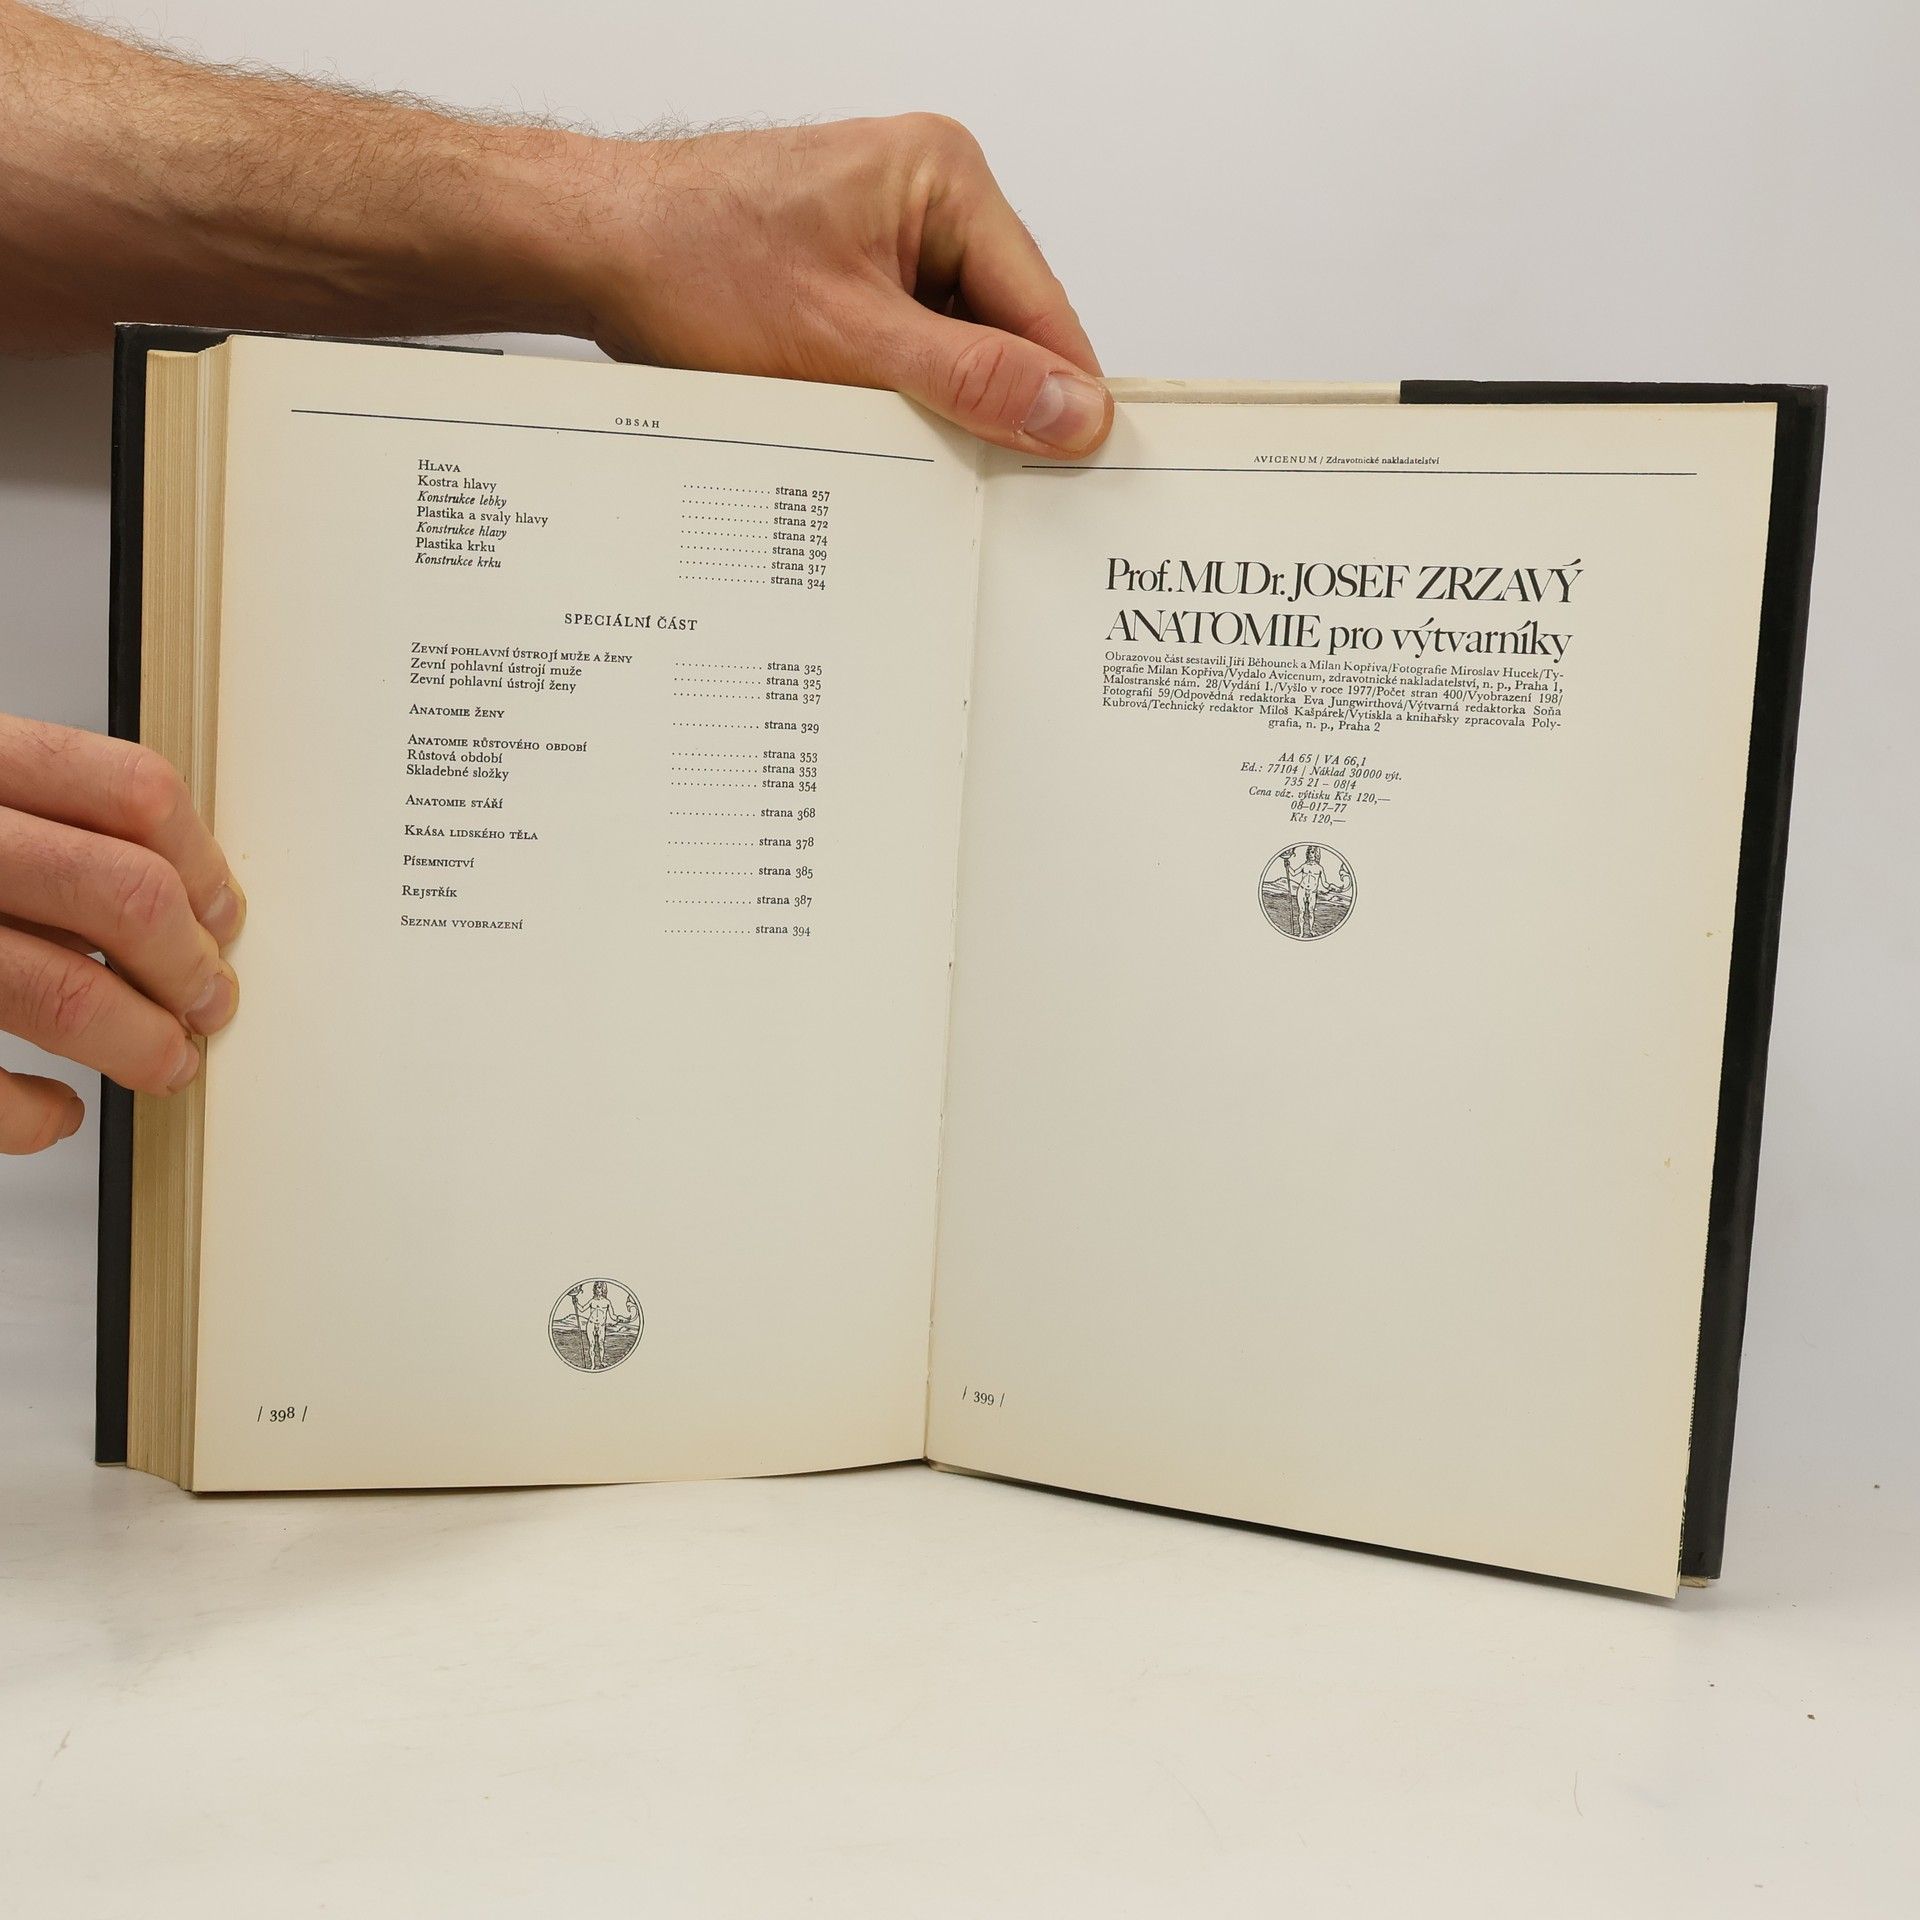 OBSAH
HLAVA
............. strana 257
Kostra hlavy
............. strana 257
Konstrukce lebky
............. strana 272
Plastika a svaly hlavy
............. strana 274
Konstrukce hlavy
............. strana 309
Plastika krku
............. strana 317
Konstrukce krku
............. strana 324
SPECIÁLNÍ ČÁST
ZEVNÍ POHLAVNÍ ÚSTROJÍ MUŽE A ŽENY ............. strana 325
Zevní pohlavní ústrojí muže ............. strana 325
Zevní pohlavní ústrojí ženy ............. strana 327
ANATOMIE ŽENY ............. strana 329
ANATOMIE RŮSTOVÉHO OBDOBÍ ............. strana 353
Růstová období ............. strana 353
Skladebné složky ............. strana 354
ANATOMIE STÁŘÍ ............. strana 368
KRÁSA LIDSKÉHO TĚLA ............. strana 378
PÍSEMNICTVÍ ............. strana 385
REJSTŘÍK ............. strana 387
SEZNAM VYOBRAZENÍ ............. strana 394
/ 398 /
AVICENUM / Zdravotnické nakladatelství
Prof. MUDr. JOSEF ZRZAVÝ
ANATOMIE pro výtvarníky
Obrazovou část sestavili Jiří Běhounek a Milan Kopřiva/Fotografie Miroslav Hucek/Ty-
pografie Milan Kopřiva/Vydalo Avicenum, zdravotnické nakladatelství, n. p., Praha 1,
Malostranské nám. 28/Vydání 1./Vyšlo v roce 1977/Počet stran 400/Vyobrazení 198/
Fotografií 59/Odpovědná redaktorka Eva Jungwirthová/Výtvarná redaktorka Soňa
Kubrová/Technický redaktor Miloš Kašpárek/Vytiskla a knihařsky zpracovala Poly-
grafia, n. p., Praha 2
AA 65 / VA 66,1
Ed.: 77104 / Náklad 30000 výt.
735 21 – 08/4
Cena váz. výtisku Kčs 120,—
08–017–77
Kčs 120,—
/ 399 /